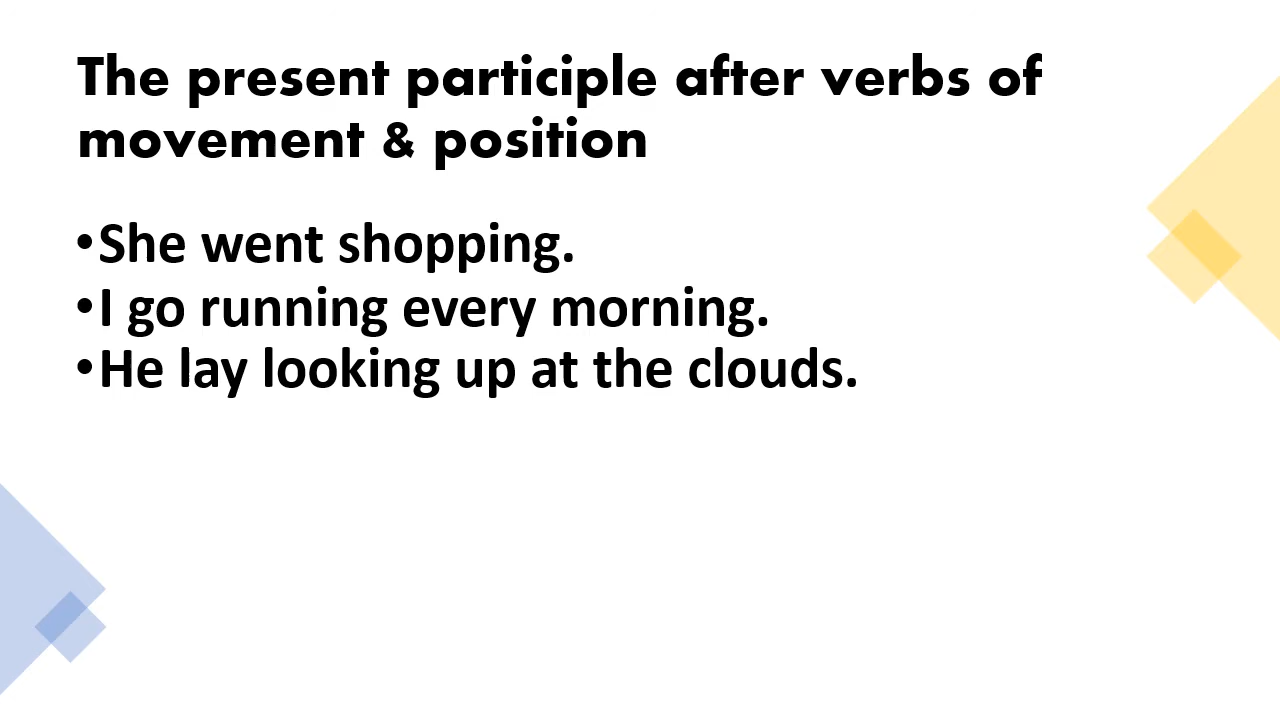 The present participle after verbs of
movement & position
•She went shopping.
•I go running every morning.
•He lay looking up at the clouds.